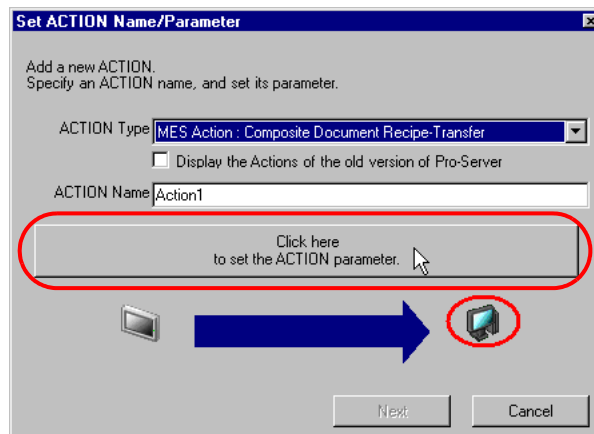 Set ACTION Name/Parameter
Add a new ACTION.
Specify an ACTION name, and set its parameter.
ACTION Type MES Action : Composite Document Recipe-Transfer
Display the Actions of the old version of Pro-Server
ACTION Name Action1
Click here
to set the ACTION parameter.
Next Cancel